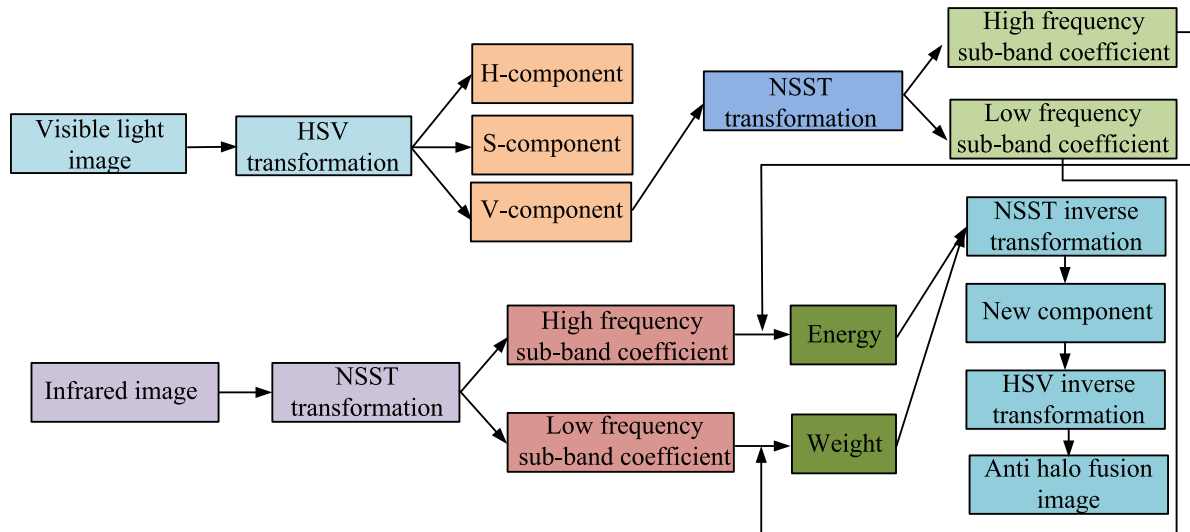 High frequency
sub-band coefficient
H-component
NSST
transformation
Low frequency
sub-band coefficient
Visible light
image
HSV
transformation
S-component
V-component
NSST inverse
transformation
High frequency
sub-band coefficient
Energy
New component
Infrared image
NSST
transformation
HSV inverse
transformation
Low frequency
sub-band coefficient
Weight
Anti halo fusion
image